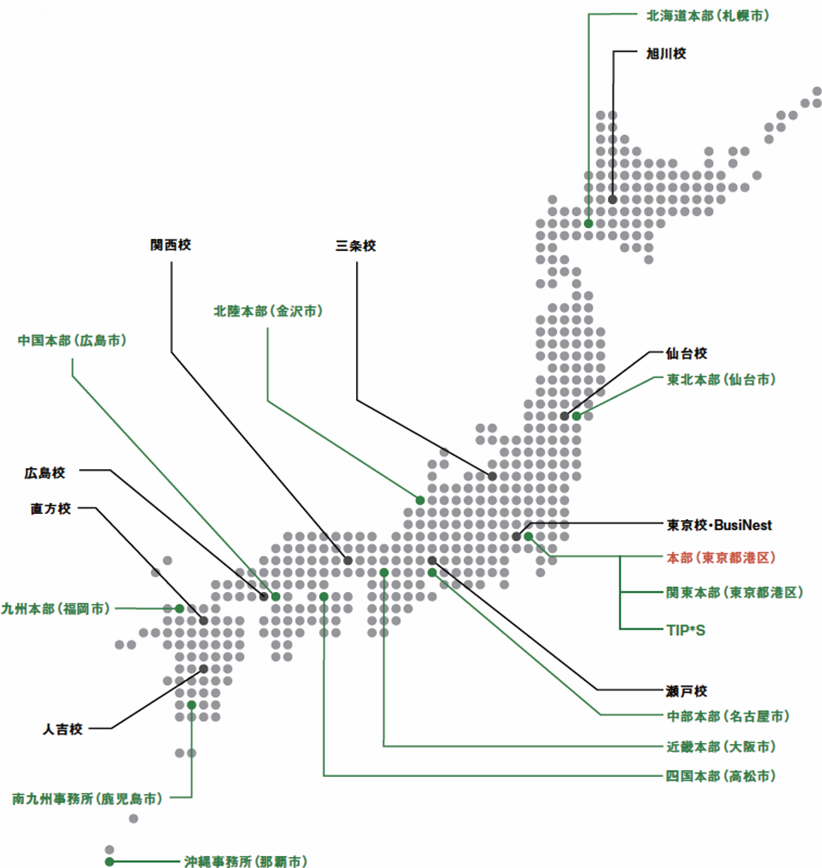 北海道本部(札幌市)
旭川校
関西校
三条校
北陸本部(金沢市)
中国本部(広島市)
仙台校
東北本部(仙台市)
広島校
直方校
東京校・BusiNest
本部(東京都港区)
関東本部(東京都港区)
九州本部(福岡市)
TIP*S
瀬戸校
中部本部(名古屋市)
人吉校
近畿本部(大阪市)
四国本部(高松市)
南九州事務所(鹿児島市)
沖縄事務所(那覇市)